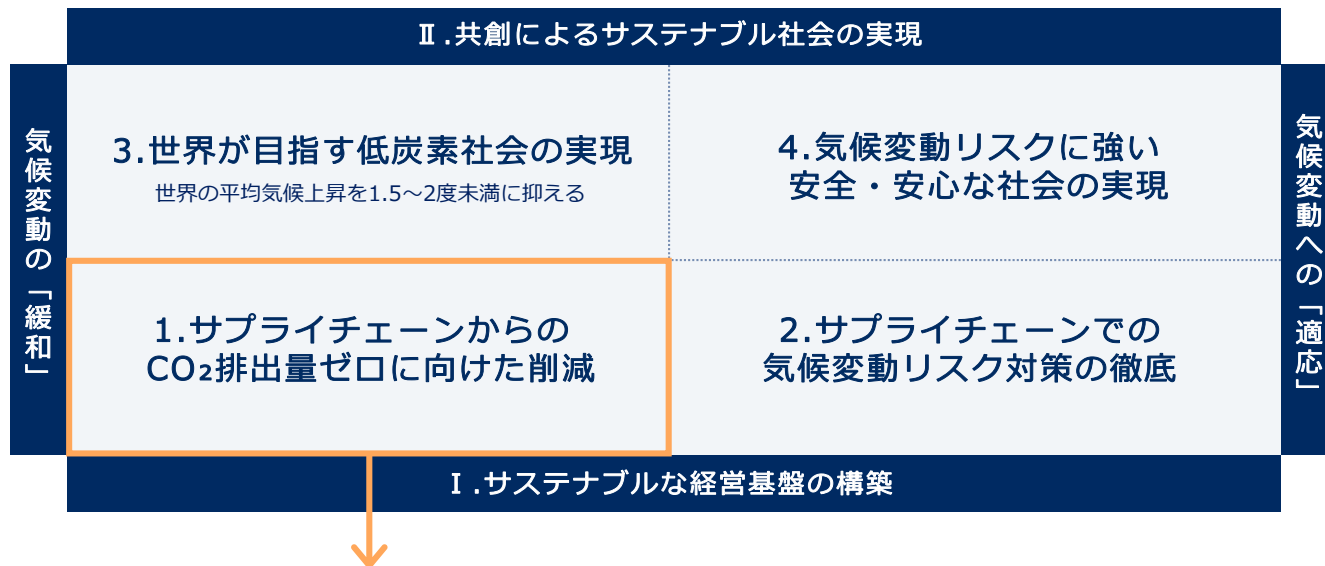 Ⅱ.共創によるサステナブル社会の実現
気候変動の「緩和」
3.世界が目指す低炭素社会の実現
世界の平均気候上昇を1.5～2度未満に抑える
4.気候変動リスクに強い
安全・安心な社会の実現
気候変動への「適応」
1.サプライチェーンからの
CO₂排出量ゼロに向けた削減
2.サプライチェーンでの
気候変動リスク対策の徹底
Ⅰ.サステナブルな経営基盤の構築